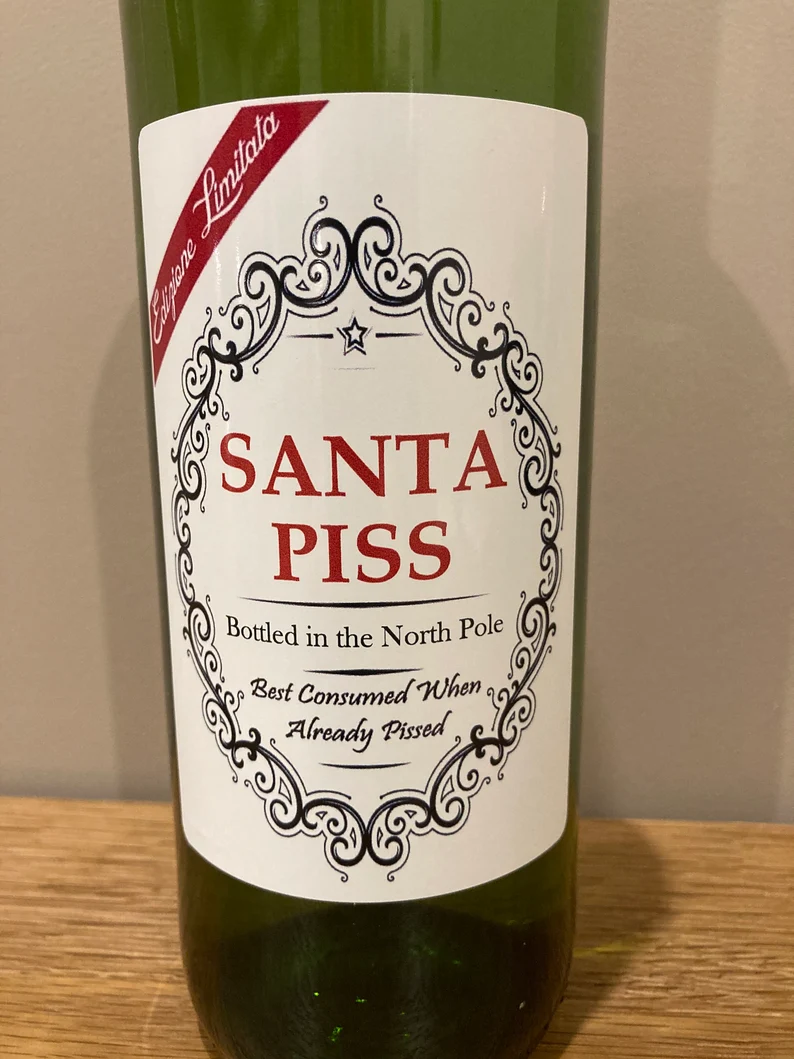 Edizione Limitata
SANTA
PISS
Bottled in the North Pole
Best Consumed When
Already Pissed